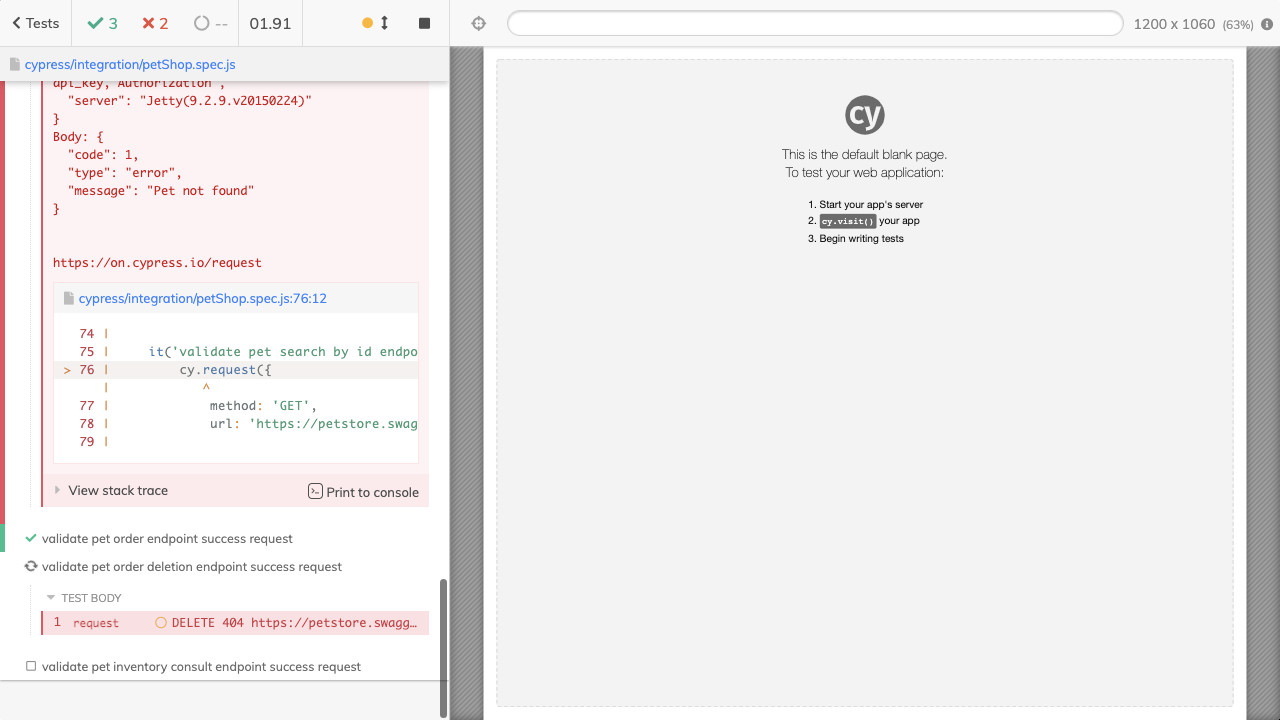 Tests
3
2
--
01.91
1200 x 1060 (63%)
cypress/integration/petShop.spec.js
api_key, Authorization",
"server": "Jetty(9.2.9.v20150224)"
}
Body: {
"code": 1,
"type": "error",
"message": "Pet not found"
}
https://on.cypress.io/request
cypress/integration/petShop.spec.js:76:12
74 |
75 | it('validate pet search by id endpo
> 76 | cy.request({
| ^
77 | method: 'GET',
78 | url: 'https://petstore.swag
79 |
View stack trace
Print to console
validate pet order endpoint success request
validate pet order deletion endpoint success request
TEST BODY
1 request DELETE 404 https://petstore.swagg…
validate pet inventory consult endpoint success request
cy
This is the default blank page.
To test your web application:
1. Start your app's server
2. cy.visit() your app
3. Begin writing tests